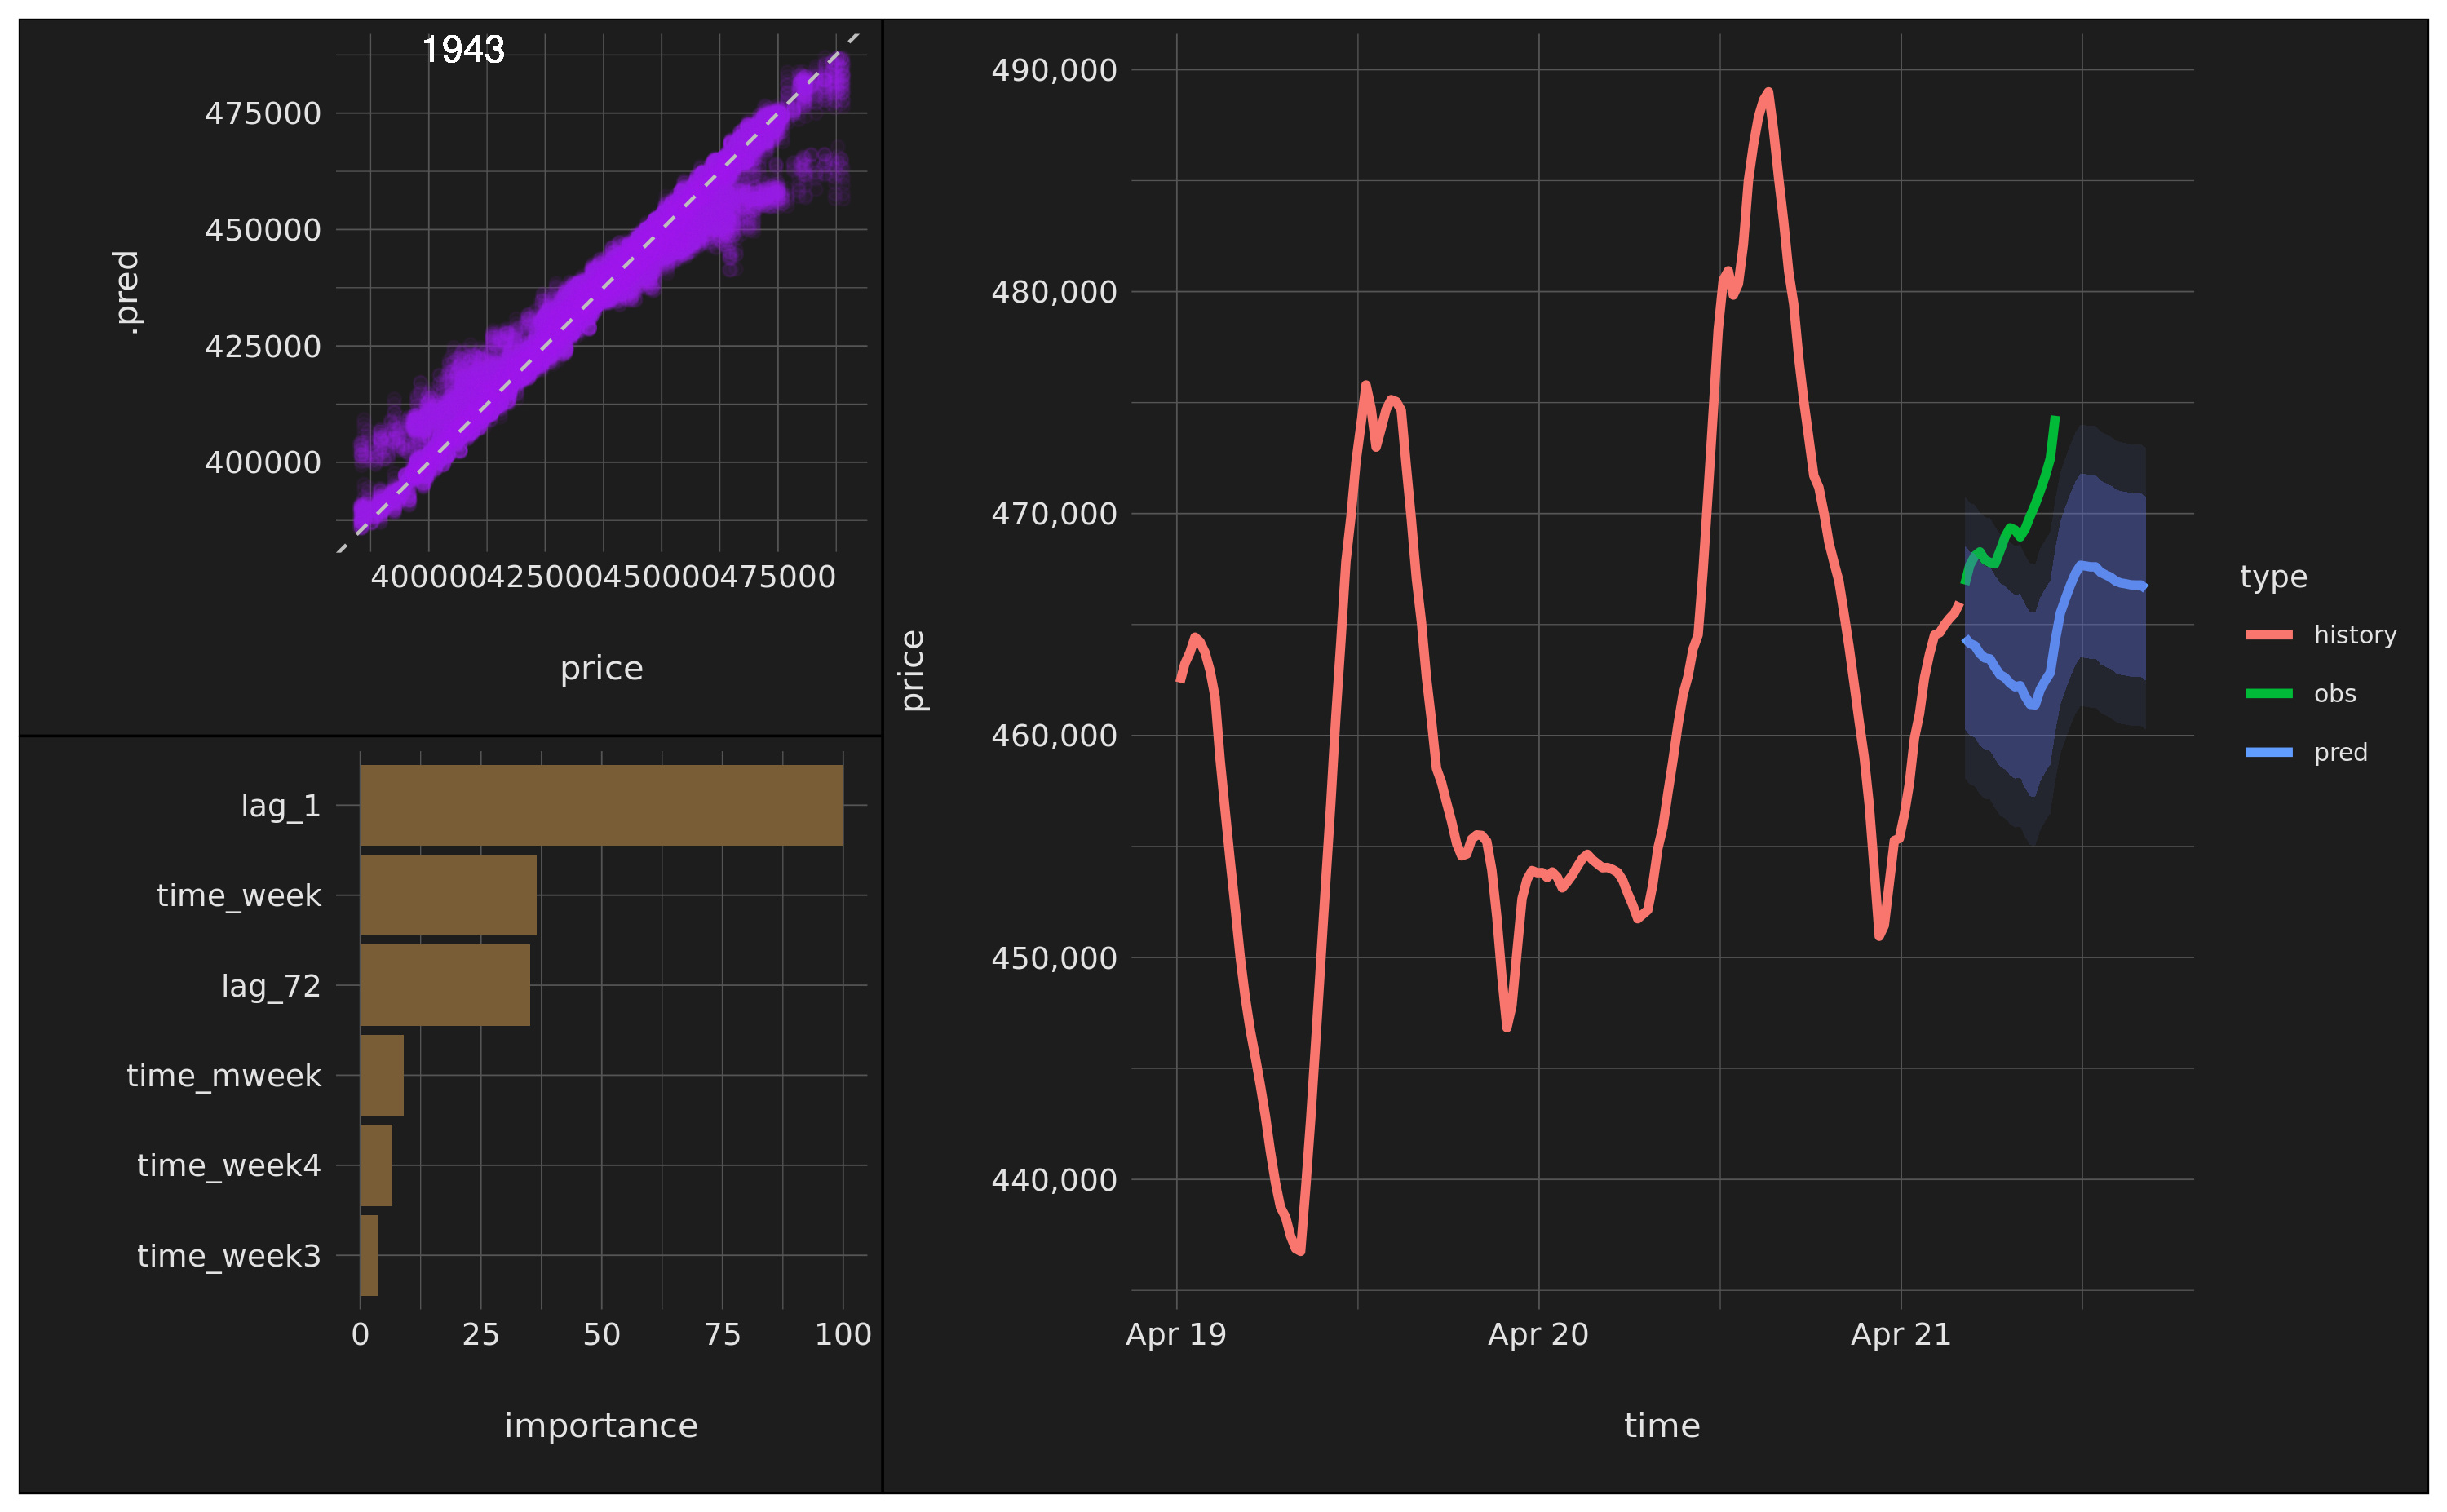 1943
475000
450000
425000
400000
.pred
400000425000450000475000
price
lag_1
time_week
lag_72
time_mweek
time_week4
time_week3
0 25 50 75 100
importance
490,000
480,000
470,000
460,000
450,000
440,000
price
Apr 19 Apr 20 Apr 21
time
type
history
obs
pred